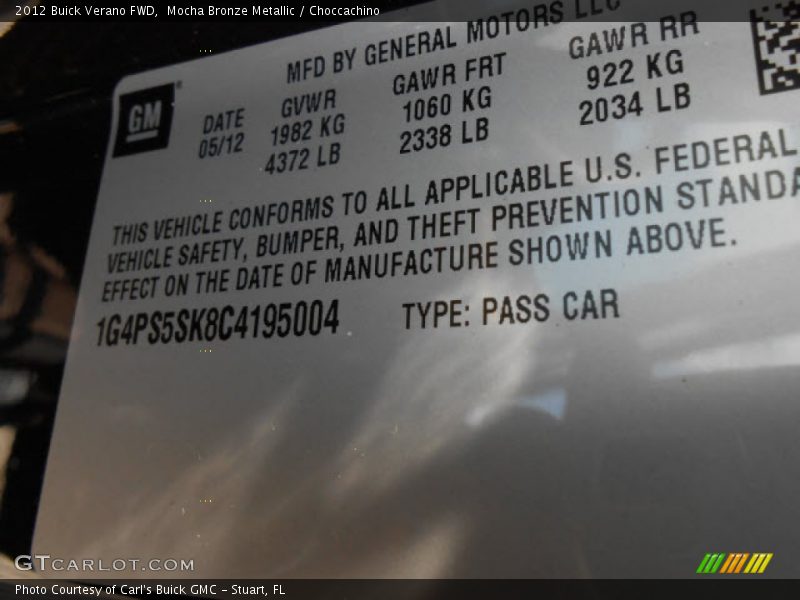 2012 Buick Verano FWD, Mocha Bronze Metallic / Choccachino
MFD BY GENERAL MOTORS LLC
GM
DATE GVWR GAWR FRT GAWR RR
05/12 1982 KG 1060 KG 922 KG
4372 LB 2338 LB 2034 LB
THIS VEHICLE CONFORMS TO ALL APPLICABLE U.S. FEDERAL
VEHICLE SAFETY, BUMPER, AND THEFT PREVENTION STANDA
EFFECT ON THE DATE OF MANUFACTURE SHOWN ABOVE.
1G4PS5SK8C4195004 TYPE: PASS CAR
GTCARLOT.COM
Photo Courtesy of Carl's Buick GMC - Stuart, FL